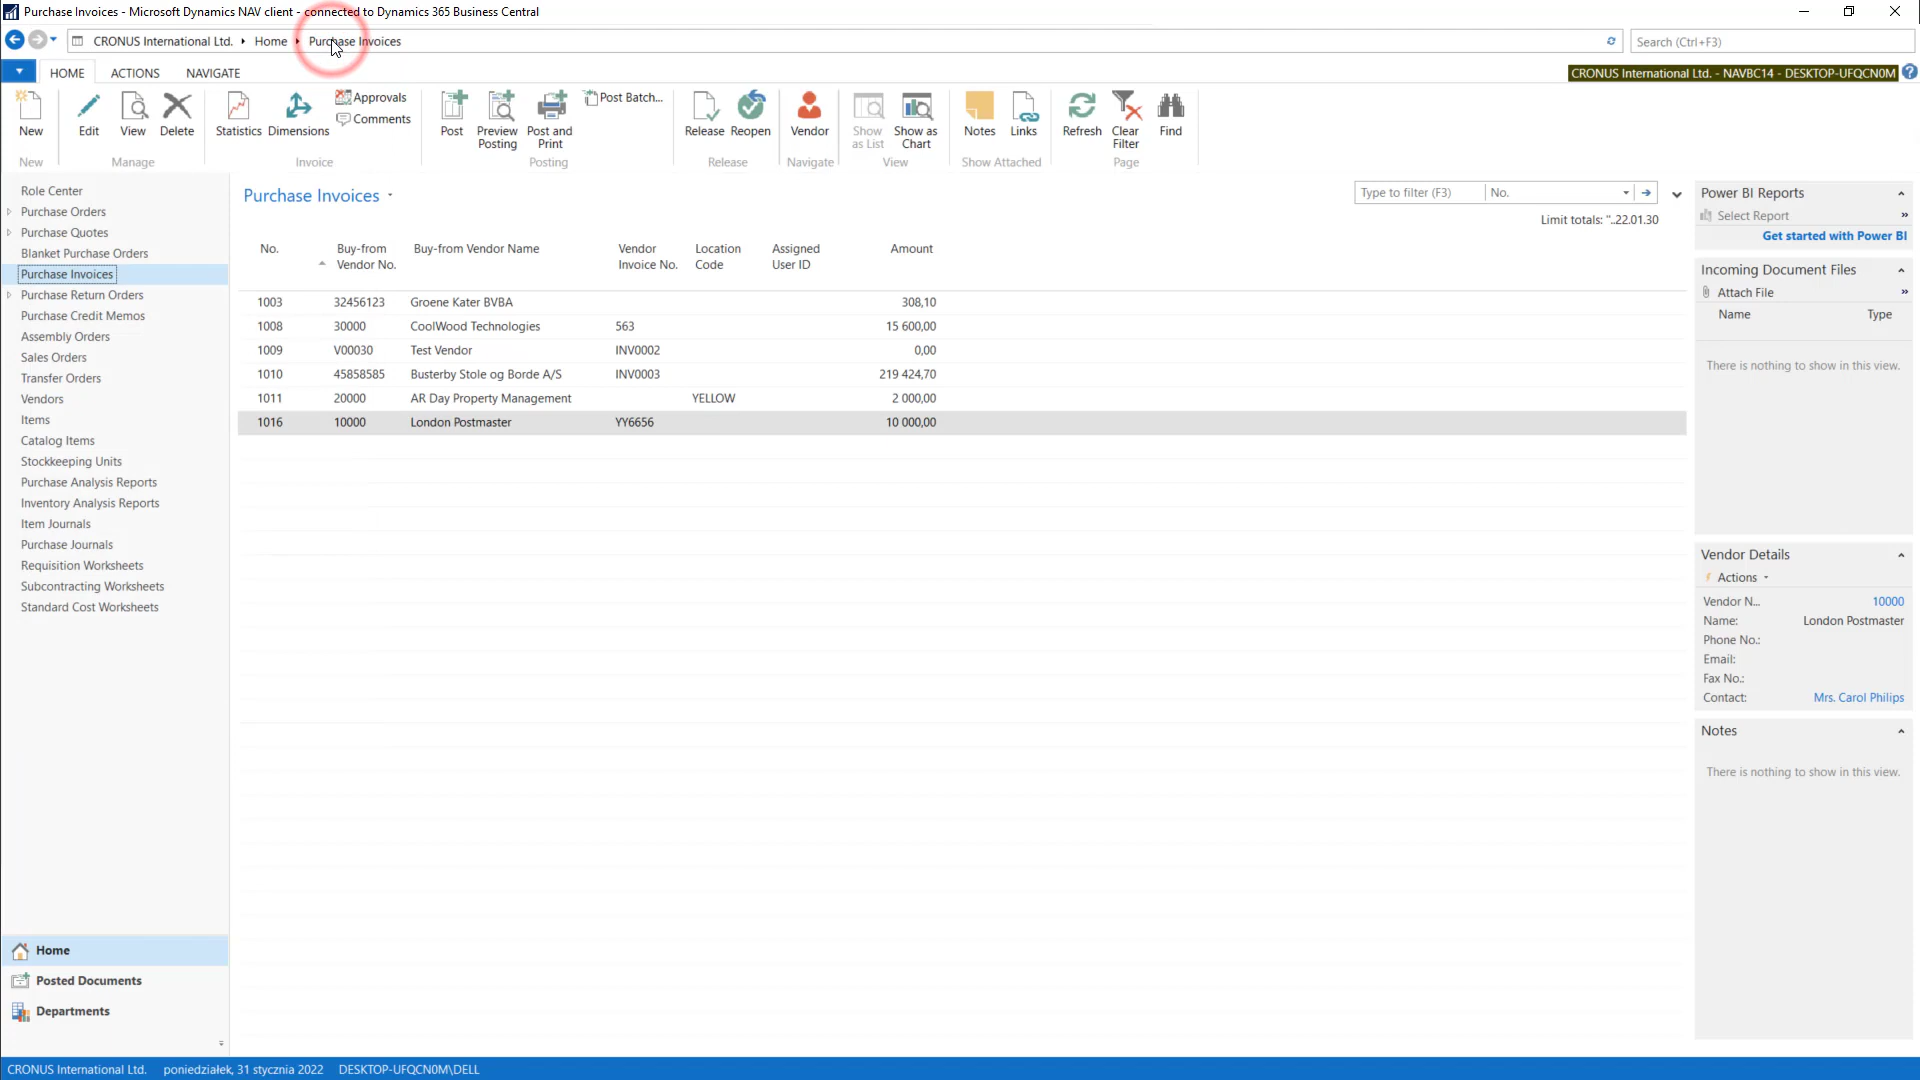 Purchase Invoices - Microsoft Dynamics NAV client - connected to Dynamics 365 Business Central
CRONUS International Ltd. Home Purchase Invoices
Search (Ctrl+F3)
HOME ACTIONS NAVIGATE
CRONUS International Ltd. - NAVBC14 - DESKTOP-UFQCN0M
New
Edit
View
Delete
Statistics
Dimensions
Approvals
Comments
Post
Preview
Posting
Post and
Print
Post Batch...
Release
Reopen
Vendor
Show
as List
Show as
Chart
Notes
Links
Refresh
Clear
Filter
Find
New
Manage
Invoice
Posting
Release
Navigate
View
Show Attached
Page
Role Center
Purchase Orders
Purchase Quotes
Blanket Purchase Orders
Purchase Invoices
Purchase Return Orders
Purchase Credit Memos
Assembly Orders
Sales Orders
Transfer Orders
Vendors
Items
Catalog Items
Stockkeeping Units
Purchase Analysis Reports
Inventory Analysis Reports
Item Journals
Purchase Journals
Requisition Worksheets
Subcontracting Worksheets
Standard Cost Worksheets
Home
Posted Documents
Departments
Purchase Invoices
Type to filter (F3) No.
Limit totals: ''..22.01.30
No. Buy-from Vendor No. Buy-from Vendor Name Vendor Invoice No. Location Code Assigned User ID Amount
1003 32456123 Groene Kater BVBA 308,10
1008 30000 CoolWood Technologies 563 15 600,00
1009 V00030 Test Vendor INV0002 0,00
1010 45858585 Busterby Stole og Borde A/S INV0003 219 424,70
1011 20000 AR Day Property Management YELLOW 2 000,00
1016 10000 London Postmaster YY6656 10 000,00
Power BI Reports
Select Report
Get started with Power BI
Incoming Document Files
Attach File
Name Type
There is nothing to show in this view.
Vendor Details
Actions
Vendor N... 10000
Name: London Postmaster
Phone No.:
Email:
Fax No.:
Contact: Mrs. Carol Philips
Notes
There is nothing to show in this view.
CRONUS International Ltd. poniedziałek, 31 stycznia 2022 DESKTOP-UFQCN0M\DELL